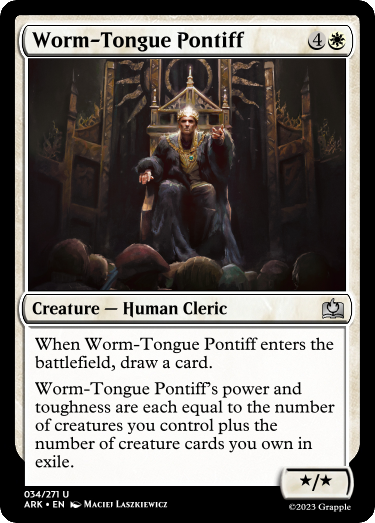 Worm-Tongue Pontiff 4
Creature — Human Cleric
When Worm-Tongue Pontiff enters the
battlefield, draw a card.
Worm-Tongue Pontiff's power and
toughness are each equal to the number
of creatures you control plus the
number of creature cards you own in
exile.
★/★
034/271 U
ARK • EN Maciej Laszkiewicz
©2023 Grapple